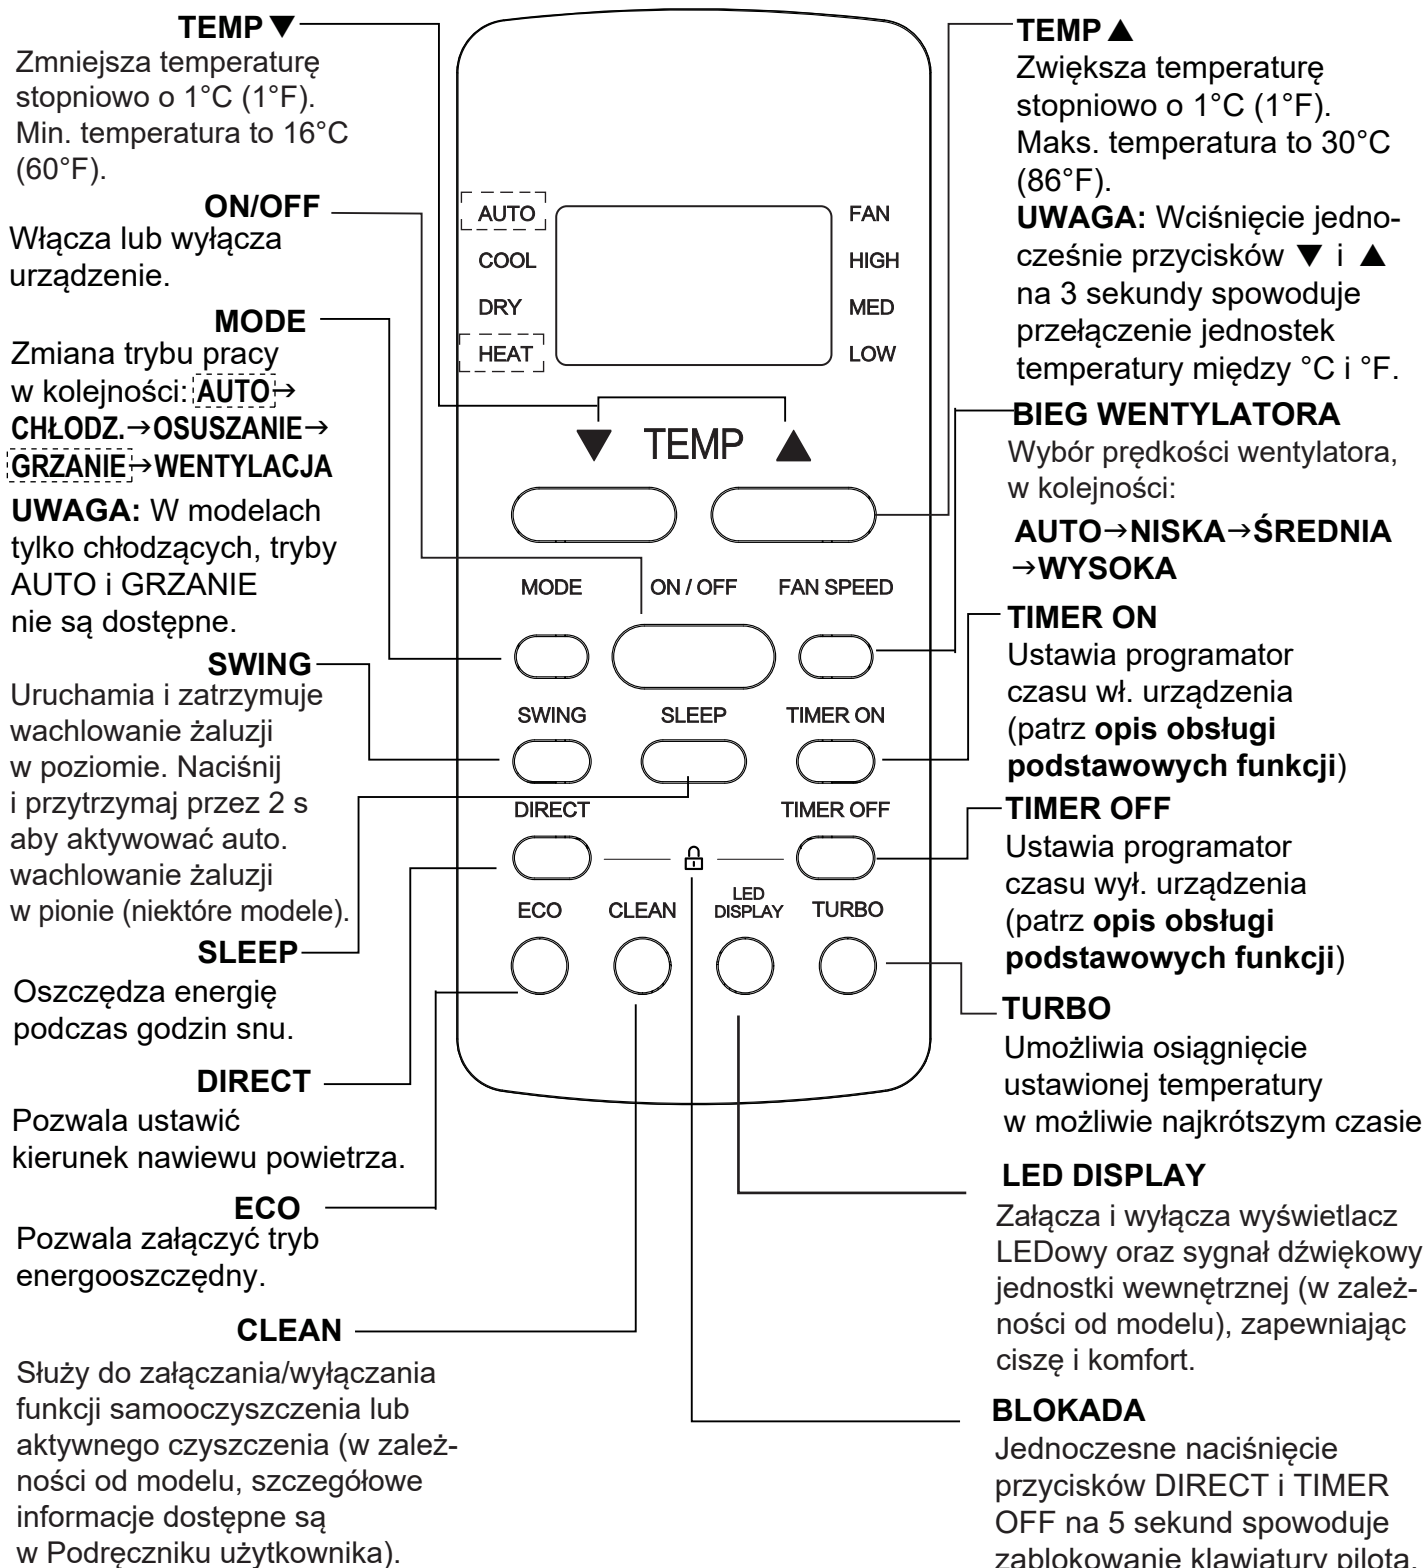 TEMP▼
Zmniejsza temperaturę
stopniowo o 1°C (1°F).
Min. temperatura to 16°C
(60°F).
ON/OFF
Włącza lub wyłącza
urządzenie.
MODE
Zmiana trybu pracy
w kolejności: AUTO→
CHŁODZ.→OSUSZANIE→
GRZANIE→WENTYLACJA
UWAGA: W modelach
tylko chłodzących, tryby
AUTO i GRZANIE
nie są dostępne.
SWING
Uruchamia i zatrzymuje
wachlowanie żaluzji
w poziomie. Naciśnij
i przytrzymaj przez 2 s
aby aktywować auto.
wachlowanie żaluzji
w pionie (niektóre modele).
SLEEP
Oszczędza energię
podczas godzin snu.
DIRECT
Pozwala ustawić
kierunek nawiewu powietrza.
ECO
Pozwala załączyć tryb
energooszczędny.
CLEAN
Służy do załączania/wyłączania
funkcji samooczyszczenia lub
aktywnego czyszczenia (w zależ-
ności od modelu, szczegółowe
informacje dostępne są
w Podręczniku użytkownika).
AUTO
COOL
DRY
HEAT
FAN
HIGH
MED
LOW
▼ TEMP ▲
MODE ON / OFF FAN SPEED
SWING SLEEP TIMER ON
DIRECT TIMER OFF
ECO CLEAN LED DISPLAY TURBO
TEMP▲
Zwiększa temperaturę
stopniowo o 1°C (1°F).
Maks. temperatura to 30°C
(86°F).
UWAGA: Wciśnięcie jedno-
cześnie przycisków ▼ i ▲
na 3 sekundy spowoduje
przełączenie jednostek
temperatury między °C i °F.
BIEG WENTYLATORA
Wybór prędkości wentylatora,
w kolejności:
AUTO→NISKA→ŚREDNIA
→WYSOKA
TIMER ON
Ustawia programator
czasu wł. urządzenia
(patrz opis obsługi
podstawowych funkcji)
TIMER OFF
Ustawia programator
czasu wył. urządzenia
(patrz opis obsługi
podstawowych funkcji)
TURBO
Umożliwia osiągnięcie
ustawionej temperatury
w możliwie najkrótszym czasie
LED DISPLAY
Załącza i wyłącza wyświetlacz
LEDowy oraz sygnał dźwiękowy
jednostki wewnętrznej (w zależ-
ności od modelu), zapewniając
ciszę i komfort.
BLOKADA
Jednoczesne naciśnięcie
przycisków DIRECT i TIMER
OFF na 5 sekund spowoduje
zablokowanie klawiatury pilota.